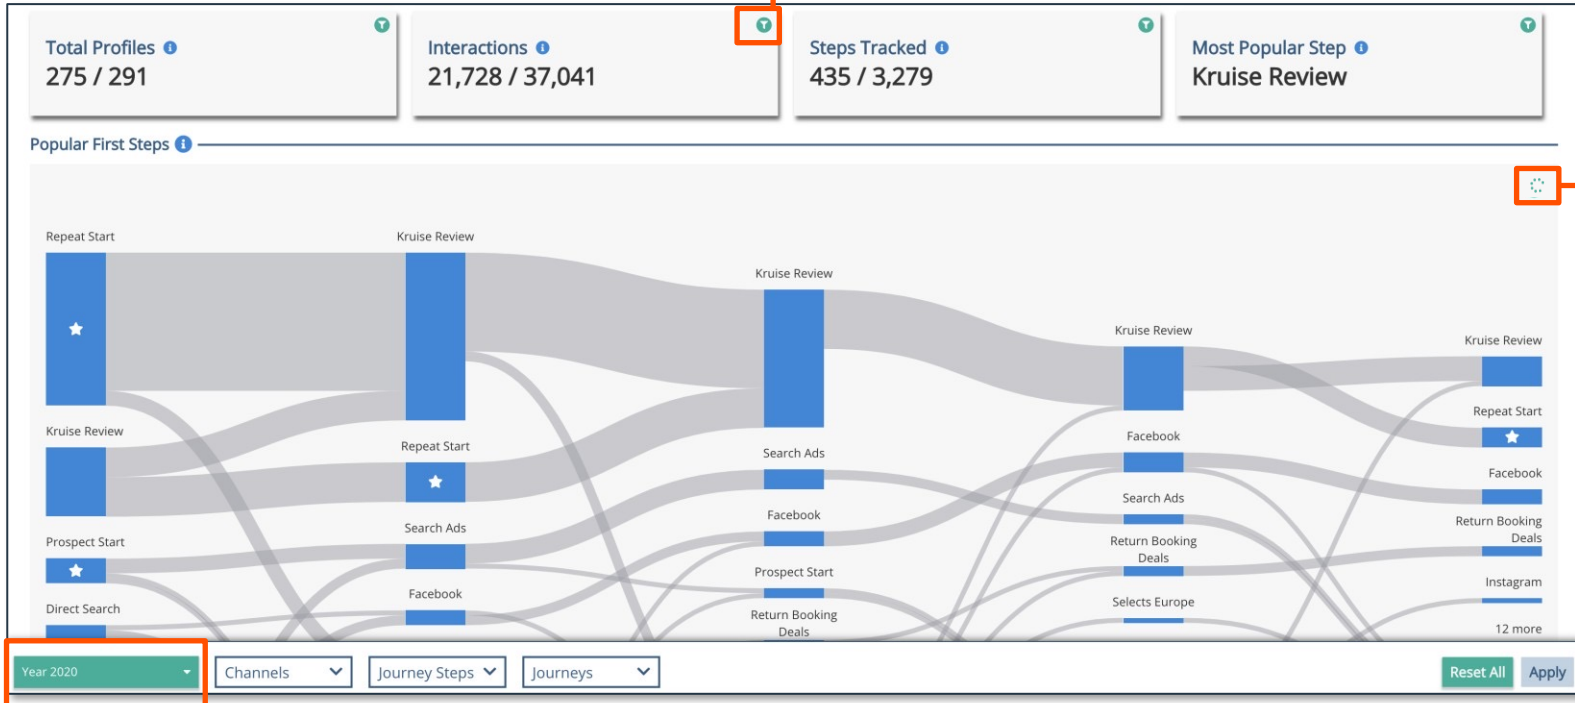 Total Profiles
275 / 291
Interactions
21,728 / 37,041
Steps Tracked
435 / 3,279
Most Popular Step
Kruise Review
Popular First Steps
Repeat Start
Kruise Review
Prospect Start
Direct Search
Kruise Review
Repeat Start
Search Ads
Facebook
Kruise Review
Search Ads
Facebook
Prospect Start
Return Booking
Deals
Kruise Review
Facebook
Search Ads
Return Booking
Deals
Selects Europe
Kruise Review
Repeat Start
Facebook
Return Booking
Deals
Instagram
12 more
Year 2020
Channels
Journey Steps
Journeys
Reset All
Apply